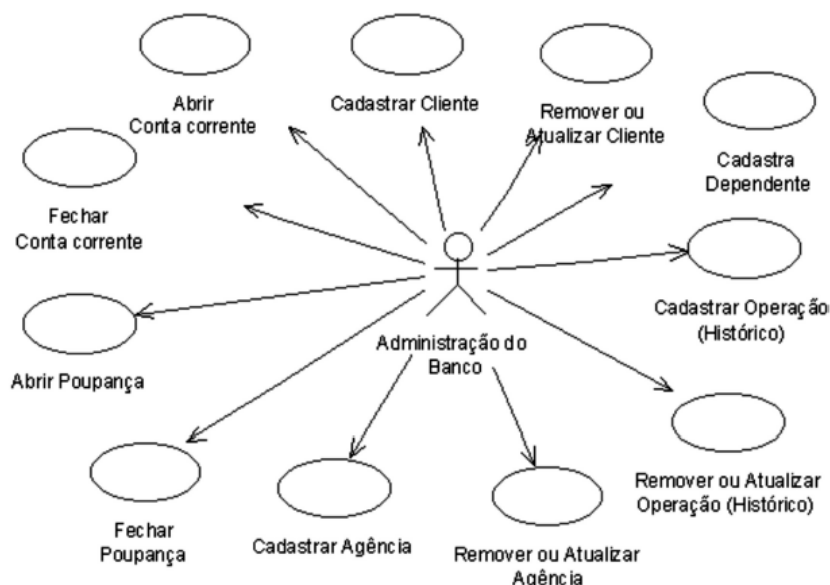 Abrir
Conta corrente
Cadastrar Cliente
Remover ou
Atualizar Cliente
Cadastra
Dependente
Fechar
Conta corrente
Cadastrar Operação
(Histórico)
Administração do
Banco
Abrir Poupança
Remover ou Atualizar
Operação (Histórico)
Fechar
Poupança
Cadastrar Agência
Remover ou Atualizar
Agência